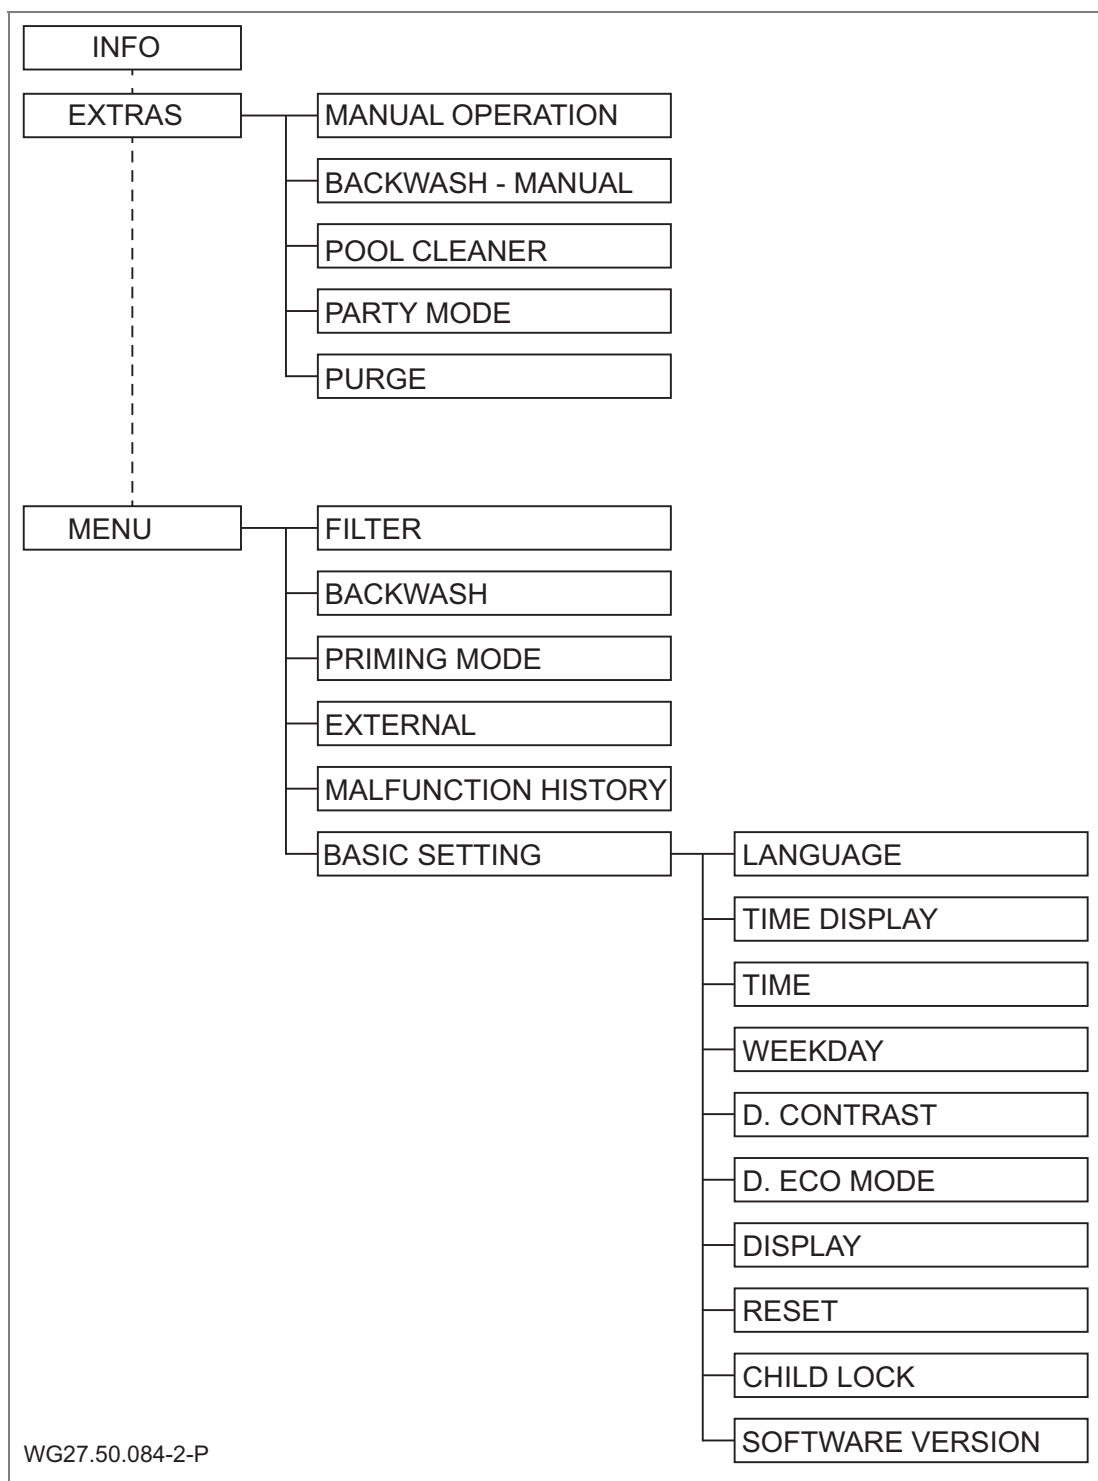 INFO
EXTRAS
MANUAL OPERATION
BACKWASH - MANUAL
POOL CLEANER
PARTY MODE
PURGE
MENU
FILTER
BACKWASH
PRIMING MODE
EXTERNAL
MALFUNCTION HISTORY
BASIC SETTING
LANGUAGE
TIME DISPLAY
TIME
WEEKDAY
D. CONTRAST
D. ECO MODE
DISPLAY
RESET
CHILD LOCK
SOFTWARE VERSION
WG27.50.084-2-P